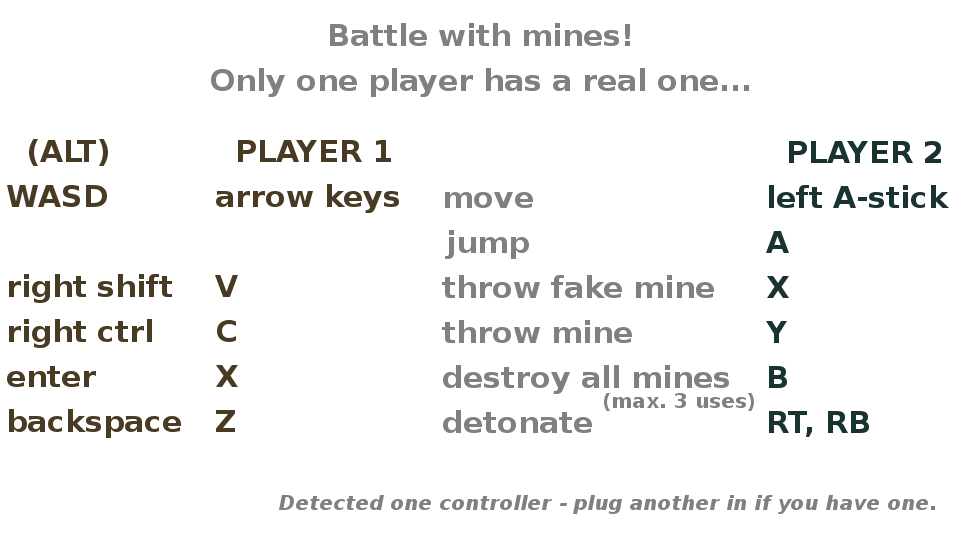 Battle with mines!
Only one player has a real one...
(ALT) PLAYER 1 PLAYER 2
WASD arrow keys move left A-stick
jump A
right shift V throw fake mine X
right ctrl C throw mine Y
enter X destroy all mines B
(max. 3 uses)
backspace Z detonate RT, RB
Detected one controller - plug another in if you have one.